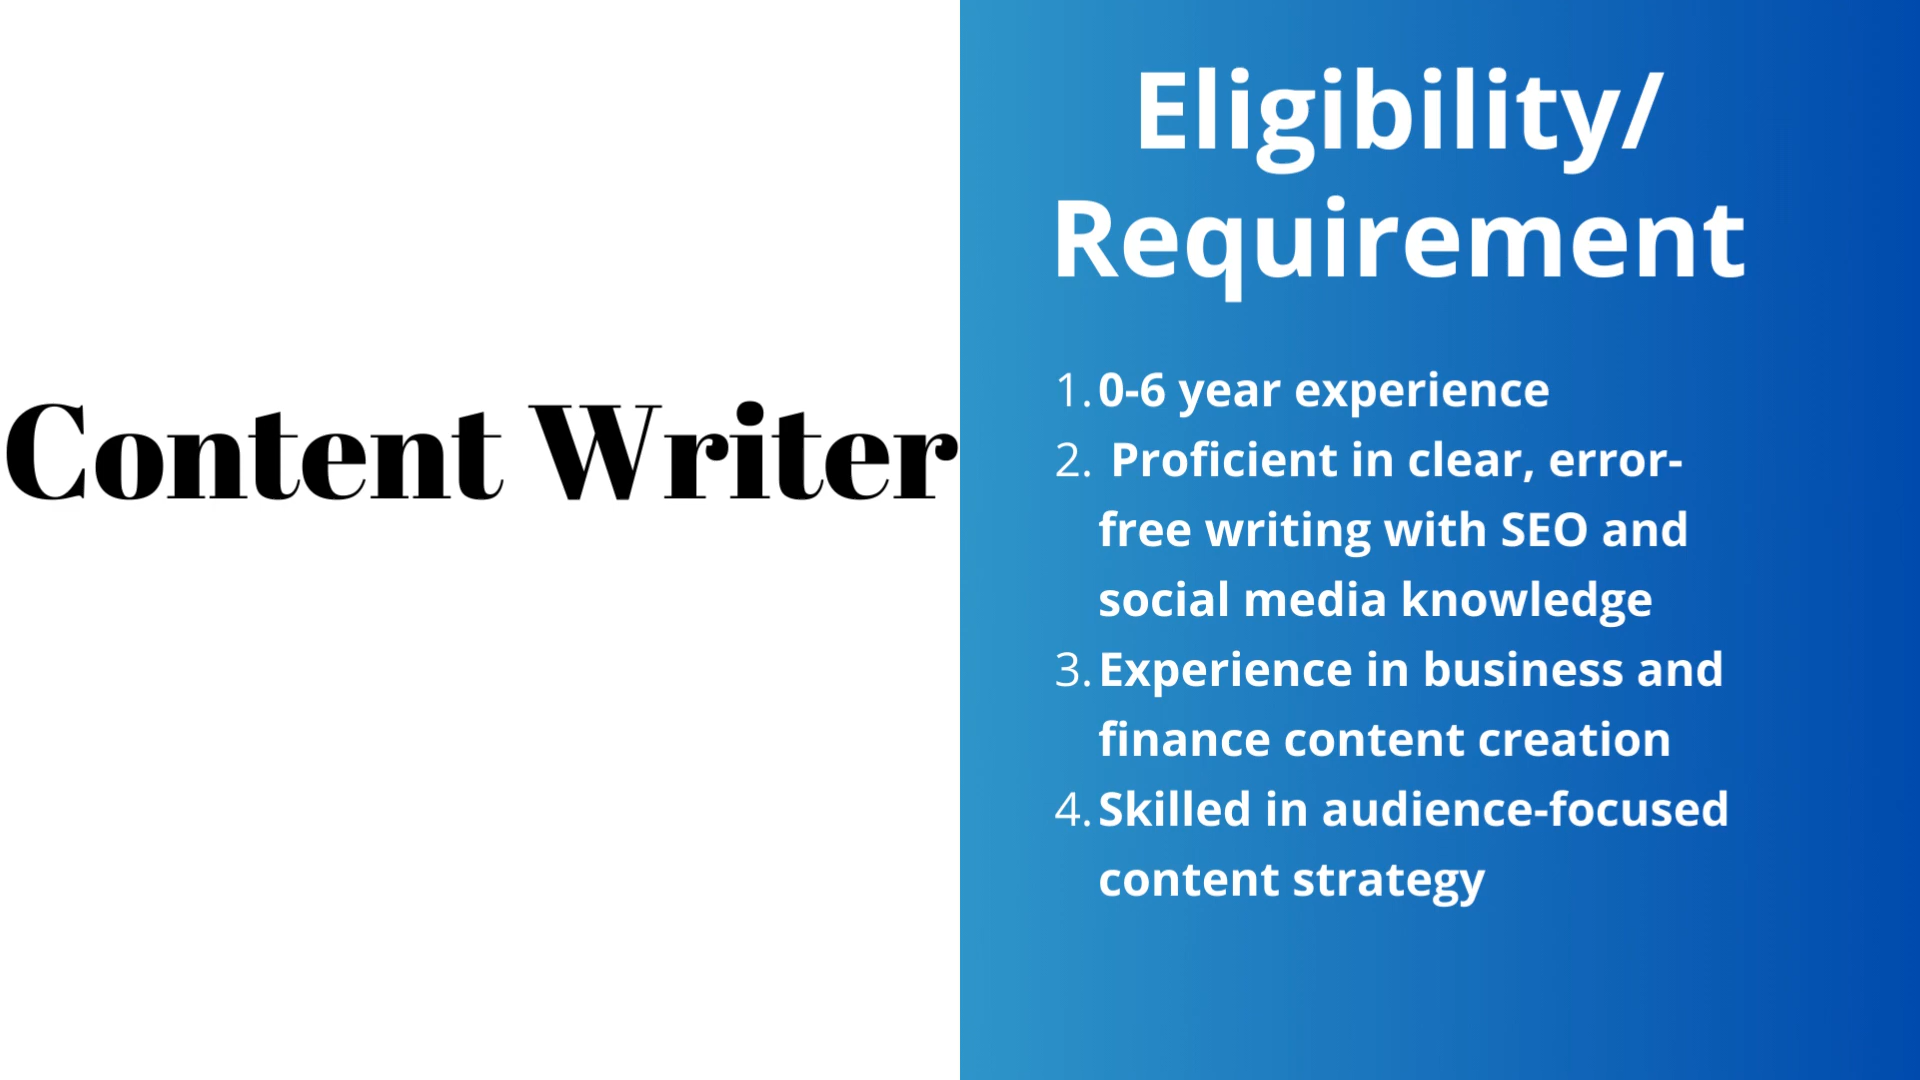 Content Writer
Eligibility/
Requirement
1. 0-6 year experience
2. Proficient in clear, error-
free writing with SEO and
social media knowledge
3. Experience in business and
finance content creation
4. Skilled in audience-focused
content strategy